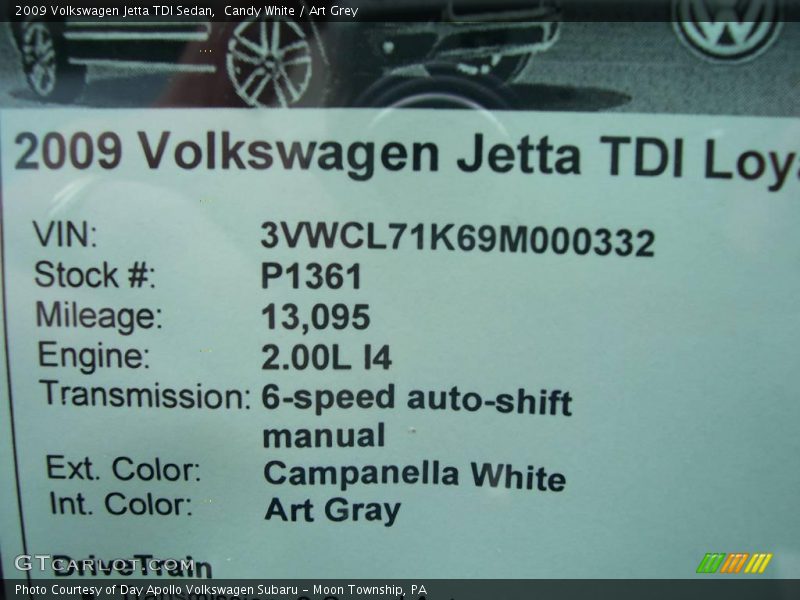 2009 Volkswagen Jetta TDI Sedan, Candy White / Art Grey
2009 Volkswagen Jetta TDI Loy
VIN: 3VWCL71K69M000332
Stock #: P1361
Mileage: 13,095
Engine: 2.00L I4
Transmission: 6-speed auto-shift
manual
Ext. Color: Campanella White
Int. Color: Art Gray
DriveTrain
GTCARLOT.COM
Photo Courtesy of Day Apollo Volkswagen Subaru - Moon Township, PA